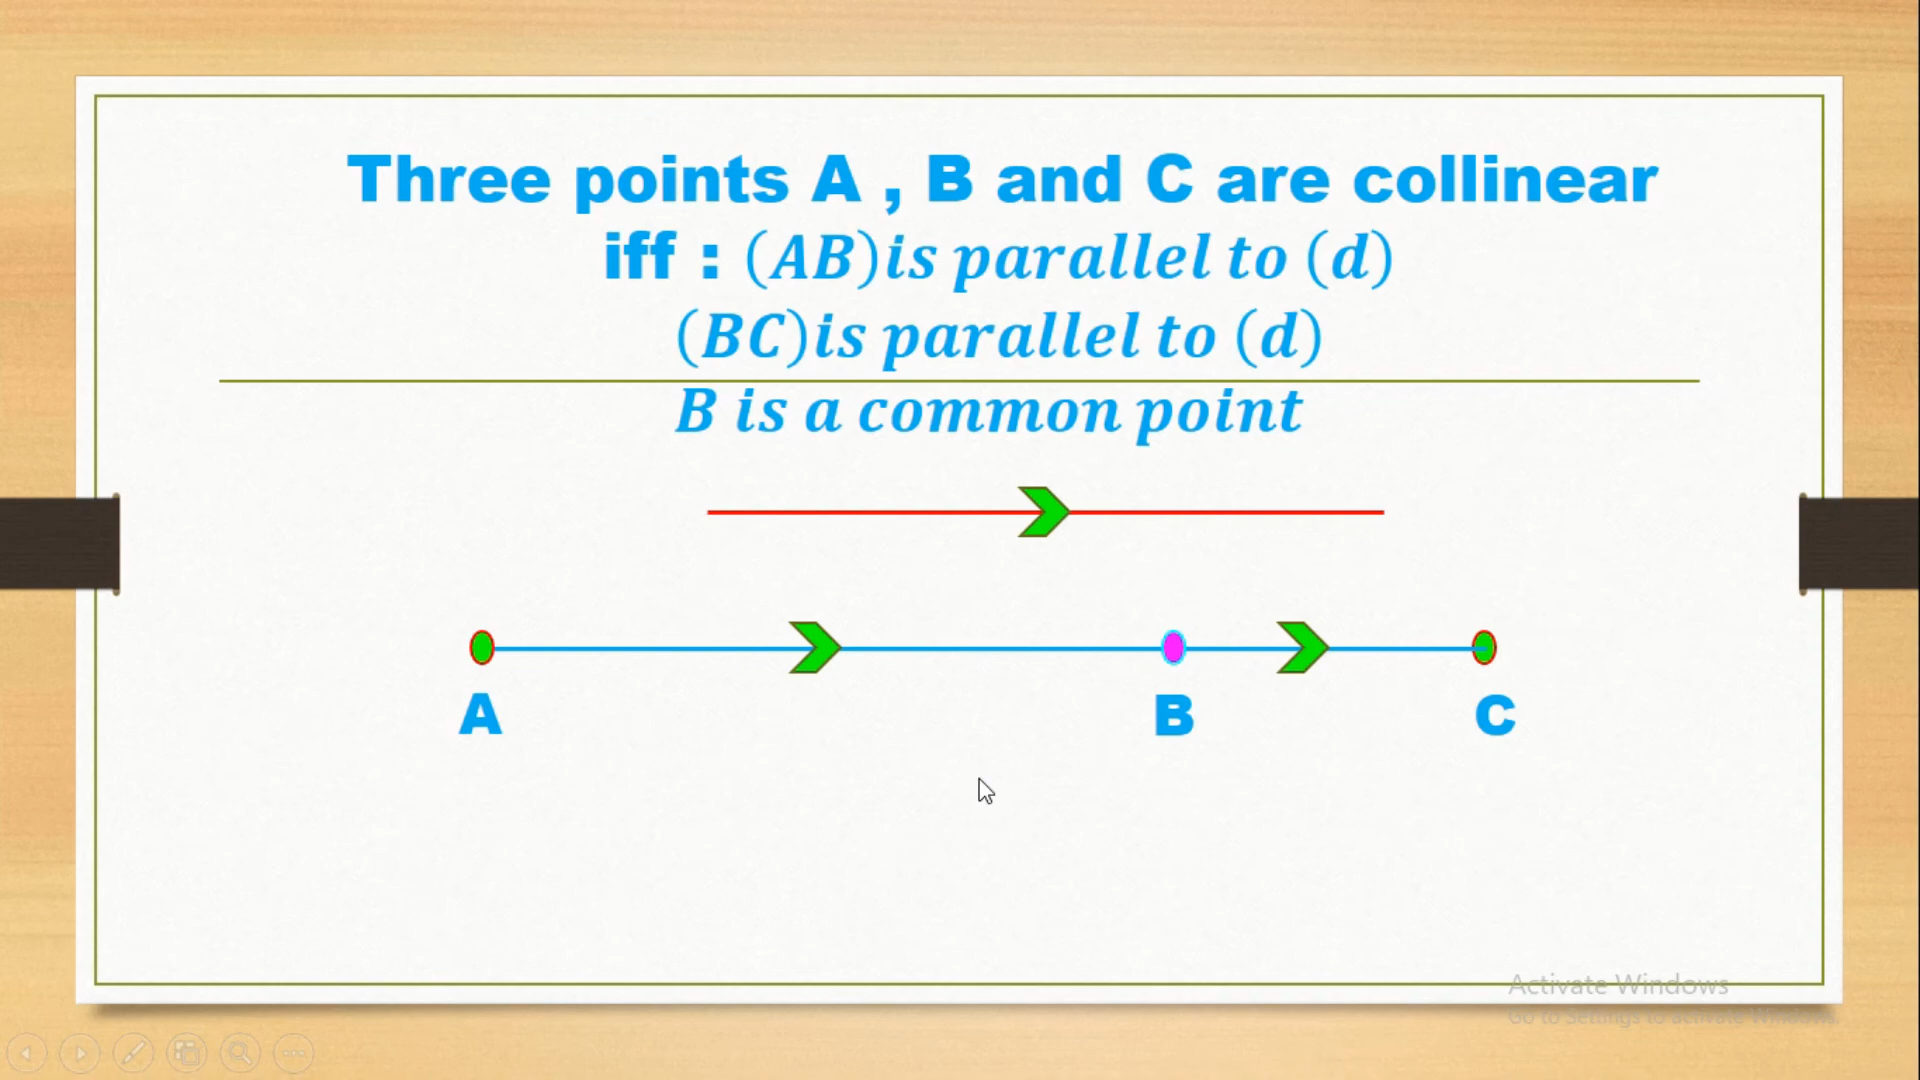 Three points A , B and C are collinear
iff : (AB)is parallel to (d)
(BC)is parallel to (d)
B is a common point
A
B
C
Activate Windows
Go to Settings to activate Windows.